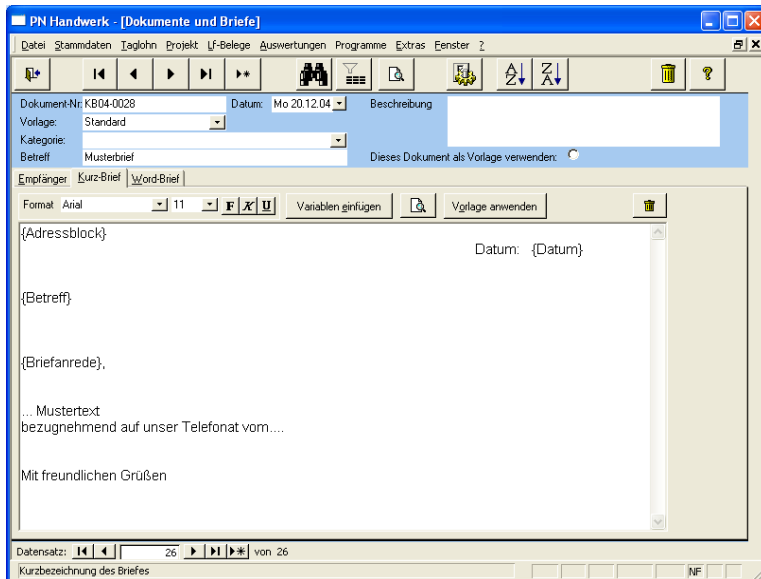 PN Handwerk - [Dokumente und Briefe]
Datei Stammdaten Taglohn Projekt Lf-Belege Auswertungen Programme Extras Fenster ?
Dokument-Nr: KB04-0028 Datum: Mo 20.12.04 Beschreibung
Vorlage: Standard
Kategorie:
Betreff Musterbrief Dieses Dokument als Vorlage verwenden:
Empfänger Kurz-Brief Word-Brief
Format Arial 11 F K U Variablen einfügen Vorlage anwenden
{Adressblock}
Datum: {Datum}
{Betreff}
{Briefanrede},
... Mustertext
bezugnehmend auf unser Telefonat vom....
Mit freundlichen Grüßen
Datensatz: 26 von 26
Kurzbezeichnung des Briefes NF